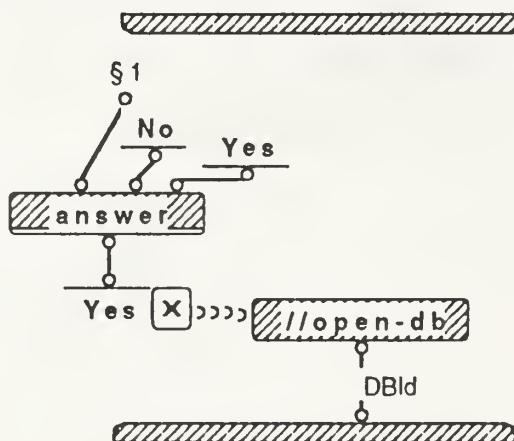 §1
No
Yes
answer
Yes X
//open-db
DBId